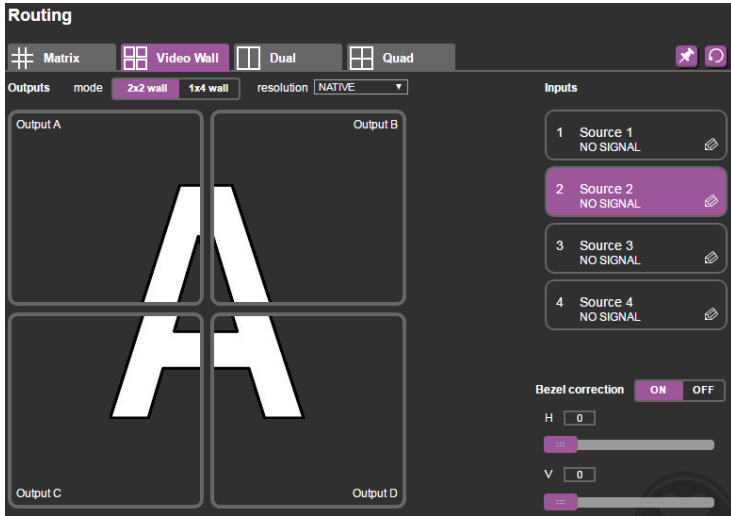 Routing
Matrix
Video Wall
Dual
Quad
Outputs mode 2x2 wall 1x4 wall resolution NATIVE
Inputs
Output A
Output B
A
Output C
Output D
1 Source 1
NO SIGNAL
2 Source 2
NO SIGNAL
3 Source 3
NO SIGNAL
4 Source 4
NO SIGNAL
Bezel correction ON OFF
H 0
V 0